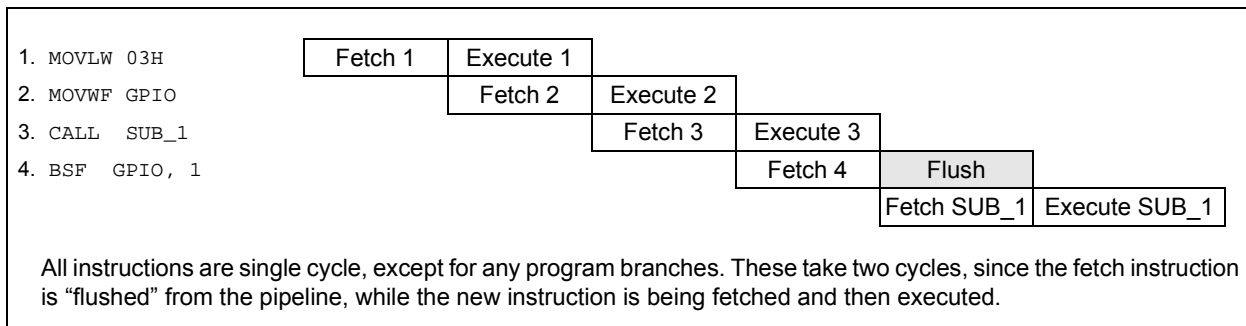 1. MOVLW 03H Fetch 1 Execute 1
2. MOVWF GPIO Fetch 2 Execute 2
3. CALL SUB_1 Fetch 3 Execute 3
4. BSF GPIO, 1 Fetch 4 Flush
Fetch SUB_1 Execute SUB_1
All instructions are single cycle, except for any program branches. These take two cycles, since the fetch instruction
is “flushed” from the pipeline, while the new instruction is being fetched and then executed.